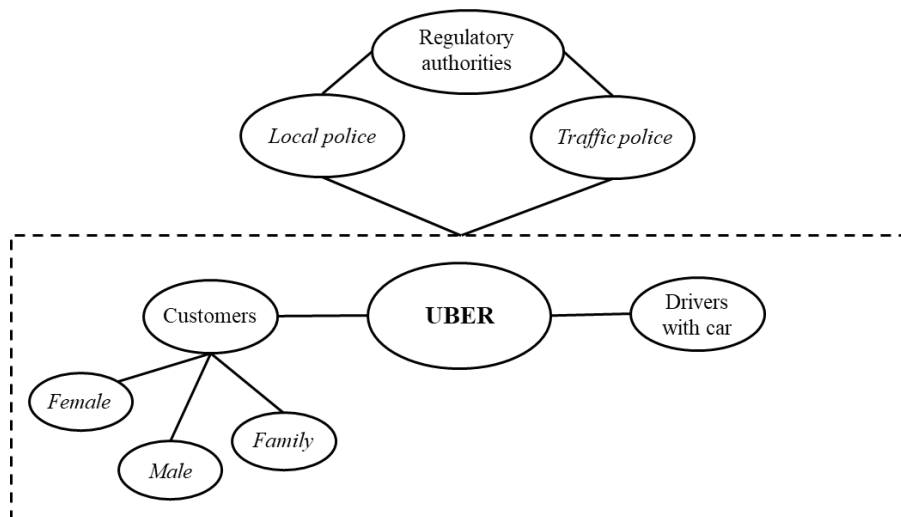 Regulatory
authorities
Local police
Traffic police
Customers
UBER
Drivers
with car
Female
Family
Male